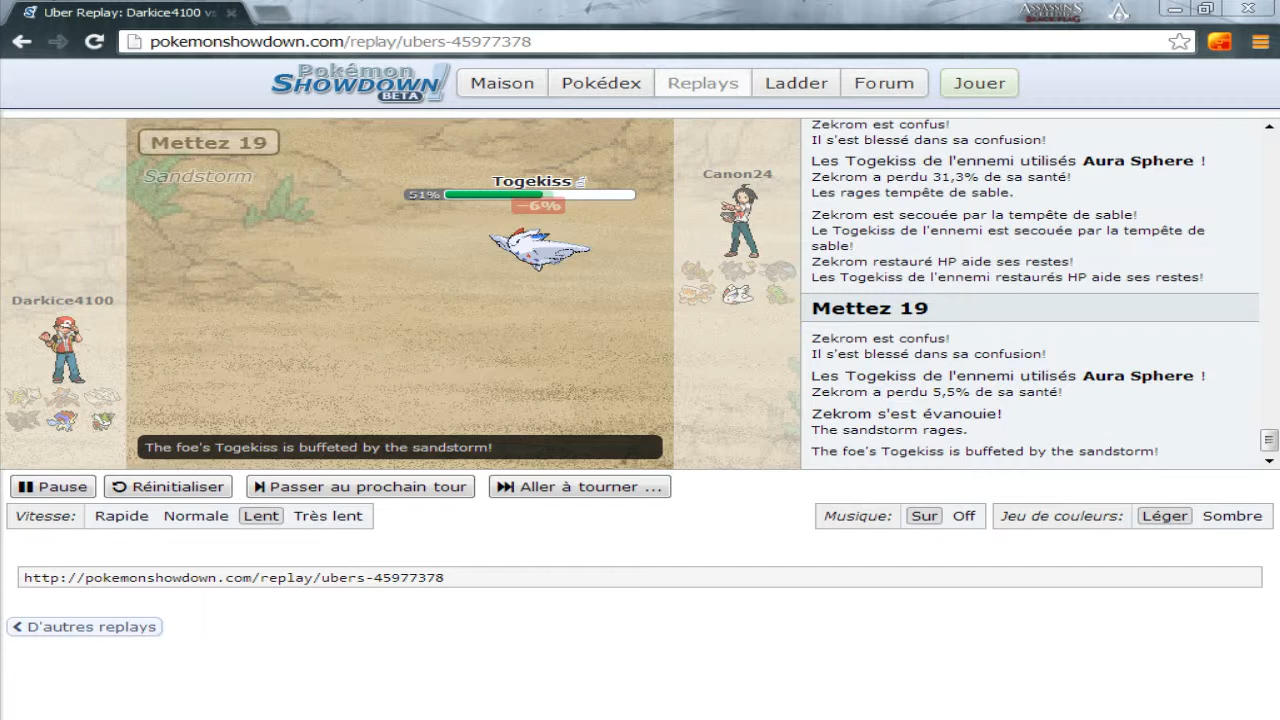 Uber Replay: Darkice4100 vs
ASSASSINS
BLACK FLAG
pokemonshowdown.com/replay/ubers-45977378
Pokémon
SHOWDOWN!
BETA
Maison
Pokédex
Replays
Ladder
Forum
Jouer
Mettez 19
Sandstorm
Togekiss
51%
−6%
Canon24
Darkice4100
The foe's Togekiss is buffeted by the sandstorm!
Zekrom est confus!
Il s'est blessé dans sa confusion!
Les Togekiss de l'ennemi utilisés Aura Sphere !
Zekrom a perdu 31,3% de sa santé!
Les rages tempête de sable.
Zekrom est secouée par la tempête de sable!
Le Togekiss de l'ennemi est secouée par la tempête de
sable!
Zekrom restauré HP aide ses restes!
Les Togekiss de l'ennemi restaurés HP aide ses restes!
Mettez 19
Zekrom est confus!
Il s'est blessé dans sa confusion!
Les Togekiss de l'ennemi utilisés Aura Sphere !
Zekrom a perdu 5,5% de sa santé!
Zekrom s'est évanouie!
The sandstorm rages.
The foe's Togekiss is buffeted by the sandstorm!
Pause
Réinitialiser
Passer au prochain tour
Aller à tourner ...
Vitesse:
Rapide
Normale
Lent
Très lent
Musique:
Sur
Off
Jeu de couleurs:
Léger
Sombre
http://pokemonshowdown.com/replay/ubers-45977378
D'autres replays